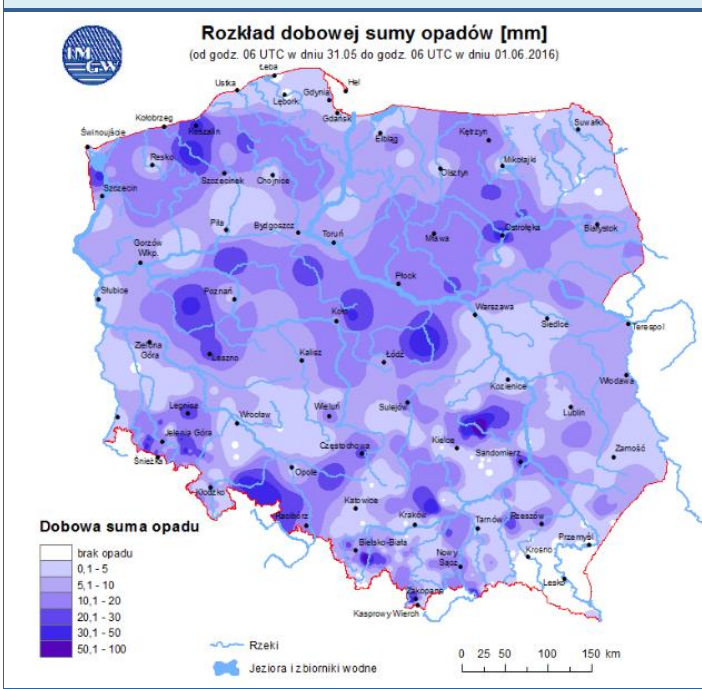 Rozkład dobowej sumy opadów [mm]
(od godz. 06 UTC w dniu 31.05 do godz. 06 UTC w dniu 01.06.2016)
IM
GW
Łeba
Ustka
Hel
Lębork
Gdynia
Gdańsk
Kołobrzeg
Koszalin
Świnoujście
Elbląg
Kętrzyn
Suwałki
Resko
Mikołajki
Olsztyn
Szczecinek
Chojnice
Szczecin
Piła
Bydgoszcz
Toruń
Mława
Ostrołęka
Białystok
Gorzów
Wlkp.
Płock
Słubice
Poznań
Koło
Warszawa
Siedlce
Terespol
Zielona
Góra
Leszno
Kalisz
Łódź
Kozienice
Włodawa
Legnica
Wrocław
Wieluń
Sulejów
Lublin
Jelenia Góra
Kielce
Zamość
Śnieżka
Częstochowa
Sandomierz
Opole
Kłodzko
Katowice
Racibórz
Kraków
Tarnów
Rzeszów
Przemyśl
Bielsko-Biała
Nowy
Sącz
Krosno
Lesko
Zakopane
Kasprowy Wierch
Dobowa suma opadu
brak opadu
0,1 - 5
5,1 - 10
10,1 - 20
20,1 - 30
30,1 - 50
50,1 - 100
Rzeki
Jeziora i zbiorniki wodne
0 25 50 100 150 km